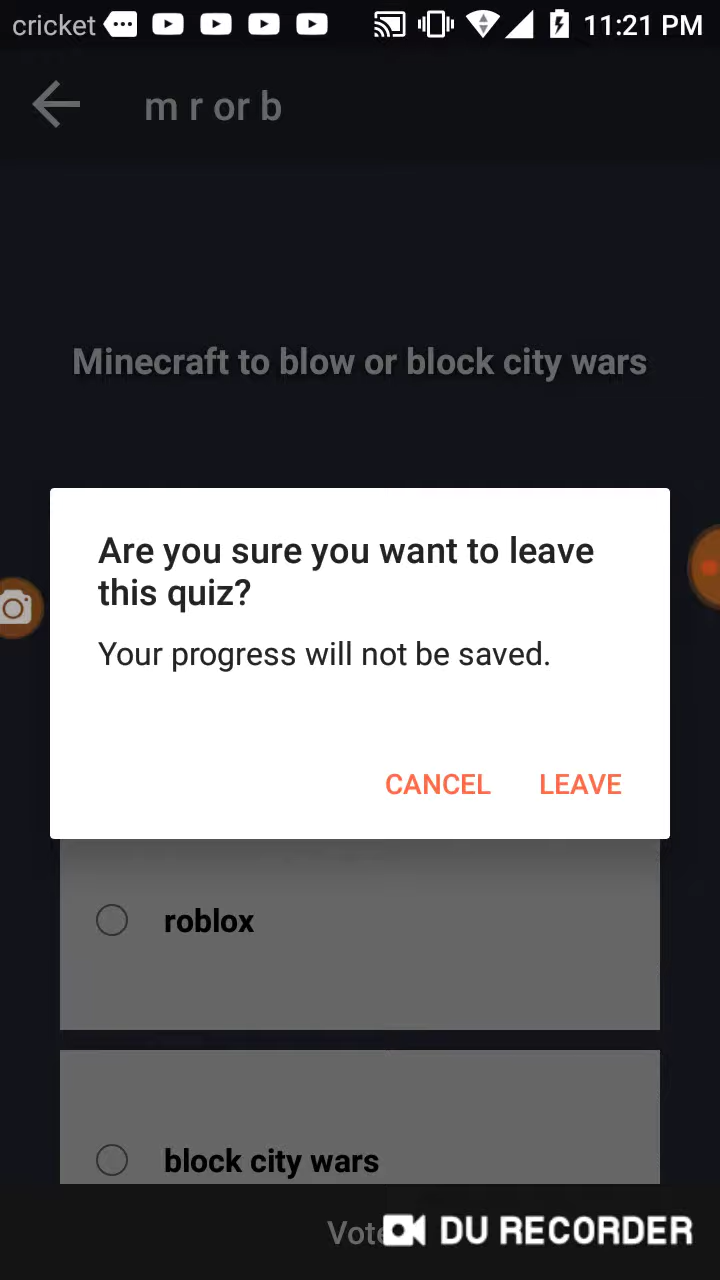 cricket 11:21 PM
m r or b
Minecraft to blow or block city wars
Are you sure you want to leave
this quiz?
Your progress will not be saved.
CANCEL LEAVE
roblox
block city wars
Vote DU RECORDER